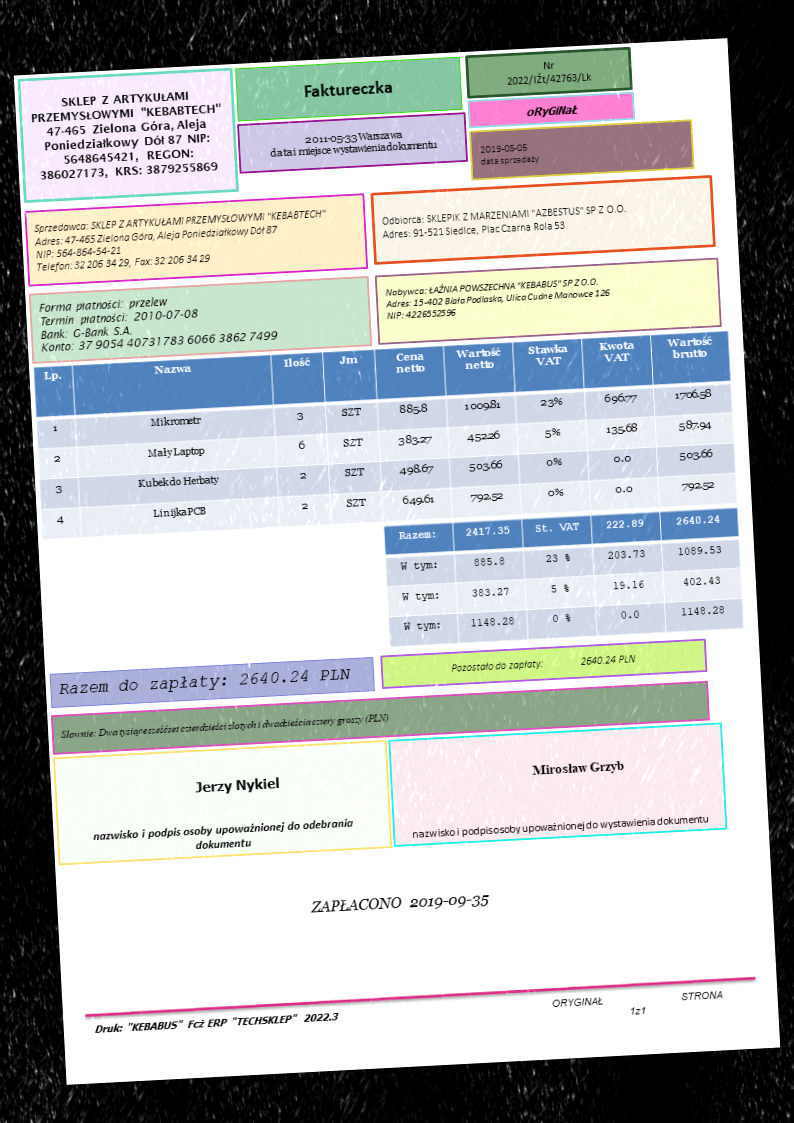 SKLEP Z ARTYKUŁAMI
PRZEMYSŁOWYMI "KEBABTECH"
47-465 Zielona Góra, Aleja
Poniedziałkowy Dół 87 NIP:
5648645421, REGON:
386027173, KRS: 3879255869
Faktureczka
2011-05-33 Warszawa
data i miejsce wystawienia dokumentu
Nr
2022/IŹt/42763/Lk
oRyGiNał
2019-05-05
data sprzedaży
Sprzedawca: SKLEP Z ARTYKUŁAMI PRZEMYSŁOWYMI "KEBABTECH"
Adres: 47-465 Zielona Góra, Aleja Poniedziałkowy Dół 87
NIP: 564-864-54-21
Telefon: 32 206 34 29, Fax: 32 206 34 29
Odbiorca: SKLEPIK Z MARZENIAMI "AZBESTUS" SP Z O.O.
Adres: 91-521 Siedlce, Plac Czarna Rola 53
Forma płatności: przelew
Termin płatności: 2010-07-08
Bank: G-Bank S.A.
Konto: 37 9054 40731783 6066 3862 7499
Nabywca: ŁAŹNIA POWSZECHNA "KEBABUS" SP Z O.O.
Adres: 15-402 Biała Podlaska, Ulica Cudne Manowce 126
NIP: 4226552596
Lp. Nazwa Ilość Jm Cena netto Wartość netto Stawka VAT Kwota VAT Wartość brutto
1 Mikrometr 3 SZT 885.8 1009.81 23% 696.77 1706.58
2 Mały Laptop 6 SZT 383.27 452.26 5% 135.68 587.94
3 Kubek do Herbaty 2 SZT 498.67 503.66 0% 0.0 503.66
4 Linijka PCB 2 SZT 649.61 792.52 0% 0.0 792.52
Razem: 2417.35 St. VAT 222.89 2640.24
W tym: 885.8 23 % 203.73 1089.53
W tym: 383.27 5 % 19.16 402.43
W tym: 1148.28 0 % 0.0 1148.28
Razem do zapłaty: 2640.24 PLN
Pozostało do zapłaty: 2640.24 PLN
Słownie: Dwa tysiące sześćset czterdzieści złotych i dwadzieścia cztery groszy (PLN)
Jerzy Nykiel
nazwisko i podpis osoby upoważnionej do odebrania
dokumentu
Mirosław Grzyb
nazwisko i podpis osoby upoważnionej do wystawienia dokumentu
ZAPŁACONO 2019-09-35
Druk: "KEBABUS" Fcż ERP "TECHSKLEP" 2022.3
ORYGINAŁ STRONA
1z1